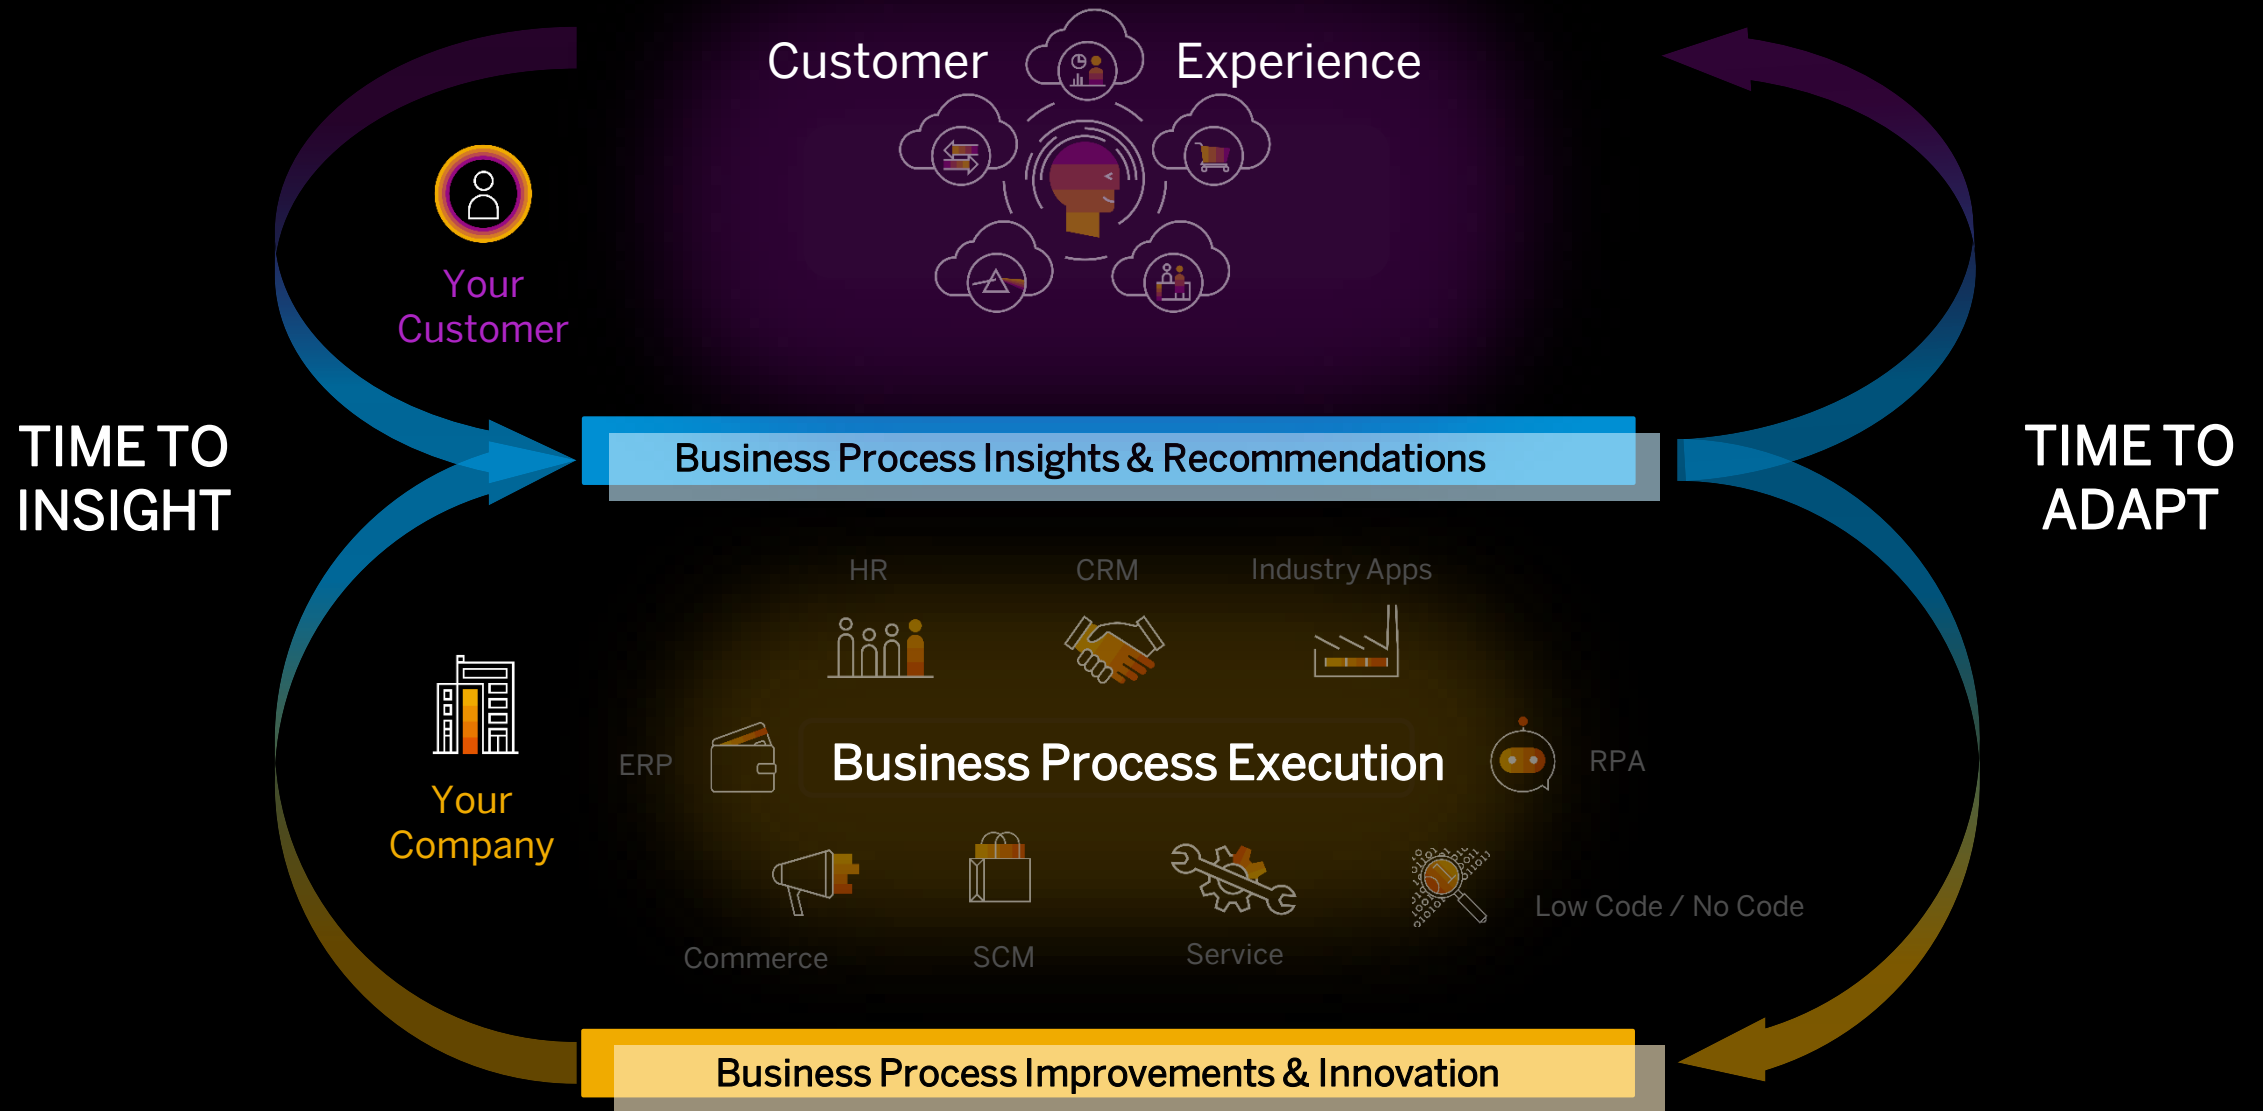 Customer Experience
Your
Customer
TIME TO
INSIGHT
TIME TO
ADAPT
Business Process Insights & Recommendations
HR
CRM
Industry Apps
ERP
Business Process Execution
RPA
Your
Company
Low Code / No Code
Commerce
SCM
Service
Business Process Improvements & Innovation